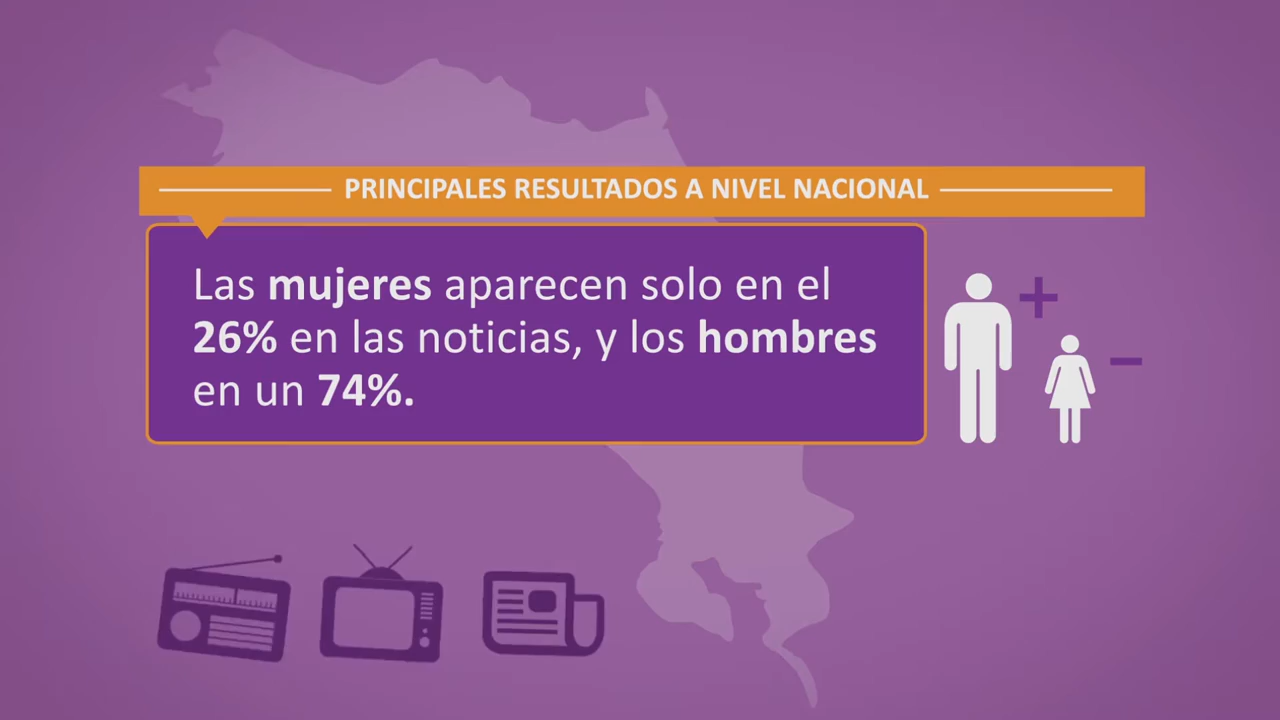 PRINCIPALES RESULTADOS A NIVEL NACIONAL
Las mujeres aparecen solo en el
26% en las noticias, y los hombres
en un 74%.